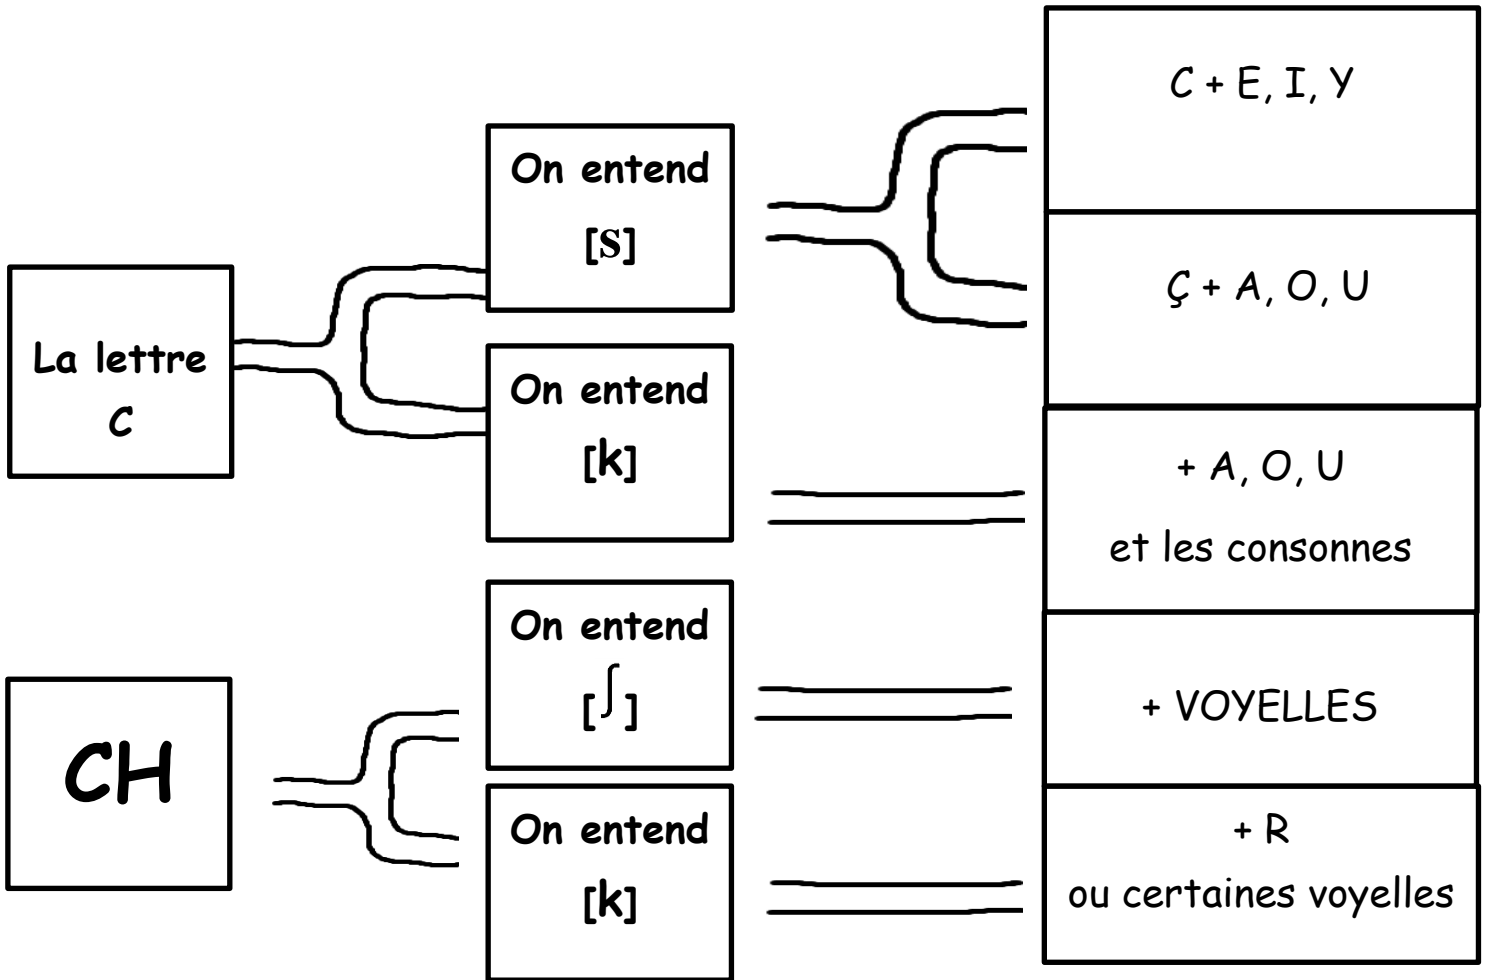 La lettre
C
On entend
[s]
C + E, I, Y
Ç + A, O, U
On entend
[k]
+ A, O, U
et les consonnes
CH
On entend
[ʃ]
+ VOYELLES
On entend
[k]
+ R
ou certaines voyelles